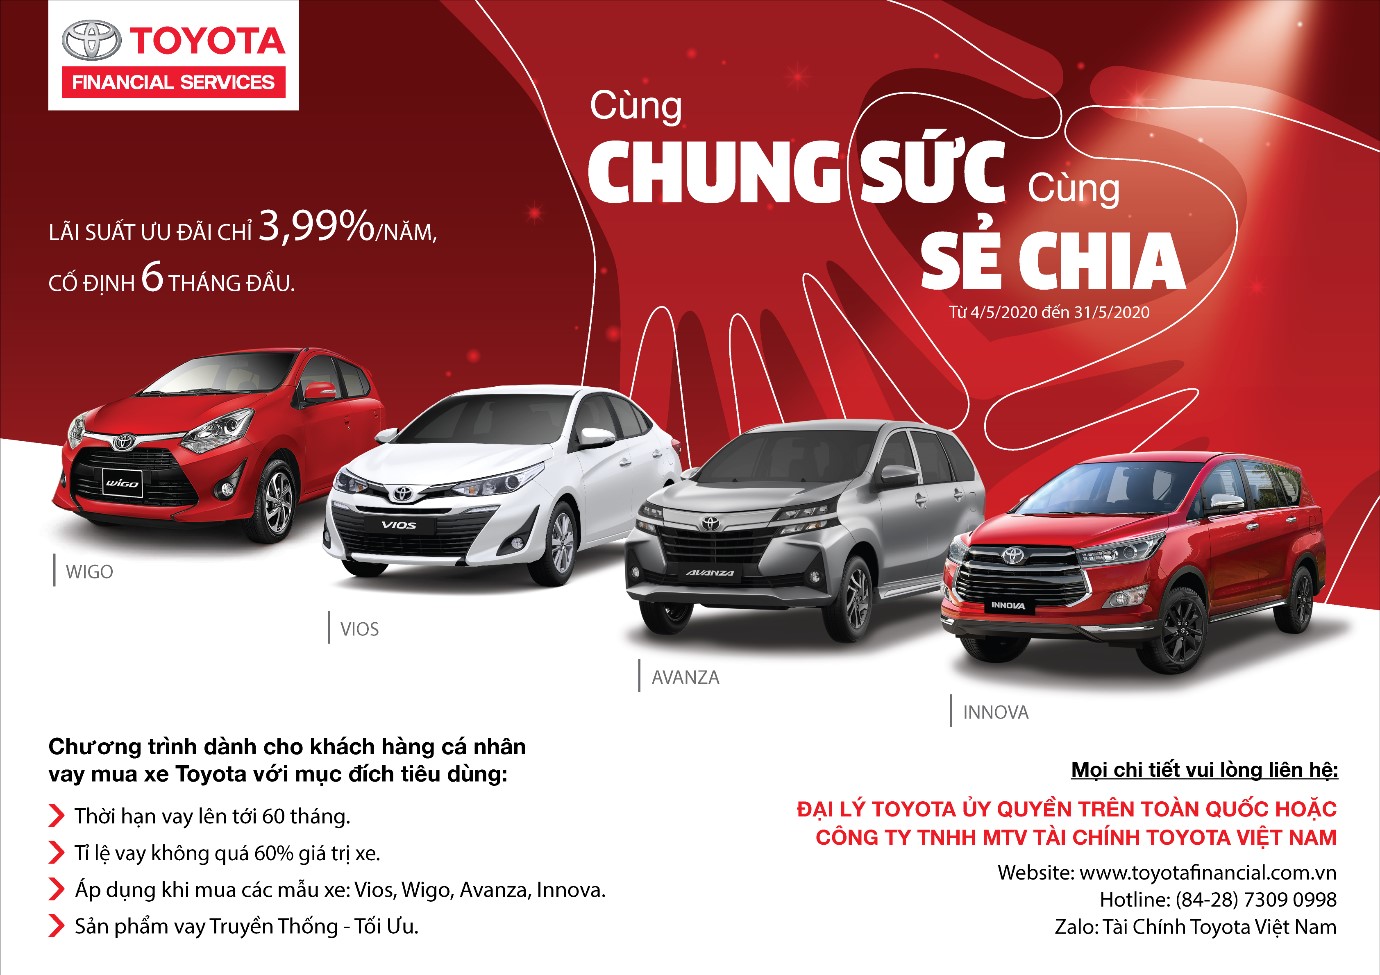 TOYOTA
FINANCIAL SERVICES
Cùng
CHUNG SỨC Cùng
SẺ CHIA
Từ 4/5/2020 đến 31/5/2020
LÃI SUẤT ƯU ĐÃI CHỈ 3,99%/NĂM,
CỐ ĐỊNH 6 THÁNG ĐẦU.
WIGO
VIOS
AVANZA
INNOVA
WIGO
VIOS
AVANZA
INNOVA
Chương trình dành cho khách hàng cá nhân
vay mua xe Toyota với mục đích tiêu dùng:
Thời hạn vay lên tới 60 tháng.
Tỉ lệ vay không quá 60% giá trị xe.
Áp dụng khi mua các mẫu xe: Vios, Wigo, Avanza, Innova.
Sản phẩm vay Truyền Thống - Tối Ưu.
Mọi chi tiết vui lòng liên hệ:
ĐẠI LÝ TOYOTA ỦY QUYỀN TRÊN TOÀN QUỐC HOẶC
CÔNG TY TNHH MTV TÀI CHÍNH TOYOTA VIỆT NAM
Website: www.toyotafinancial.com.vn
Hotline: (84-28) 7309 0998
Zalo: Tài Chính Toyota Việt Nam